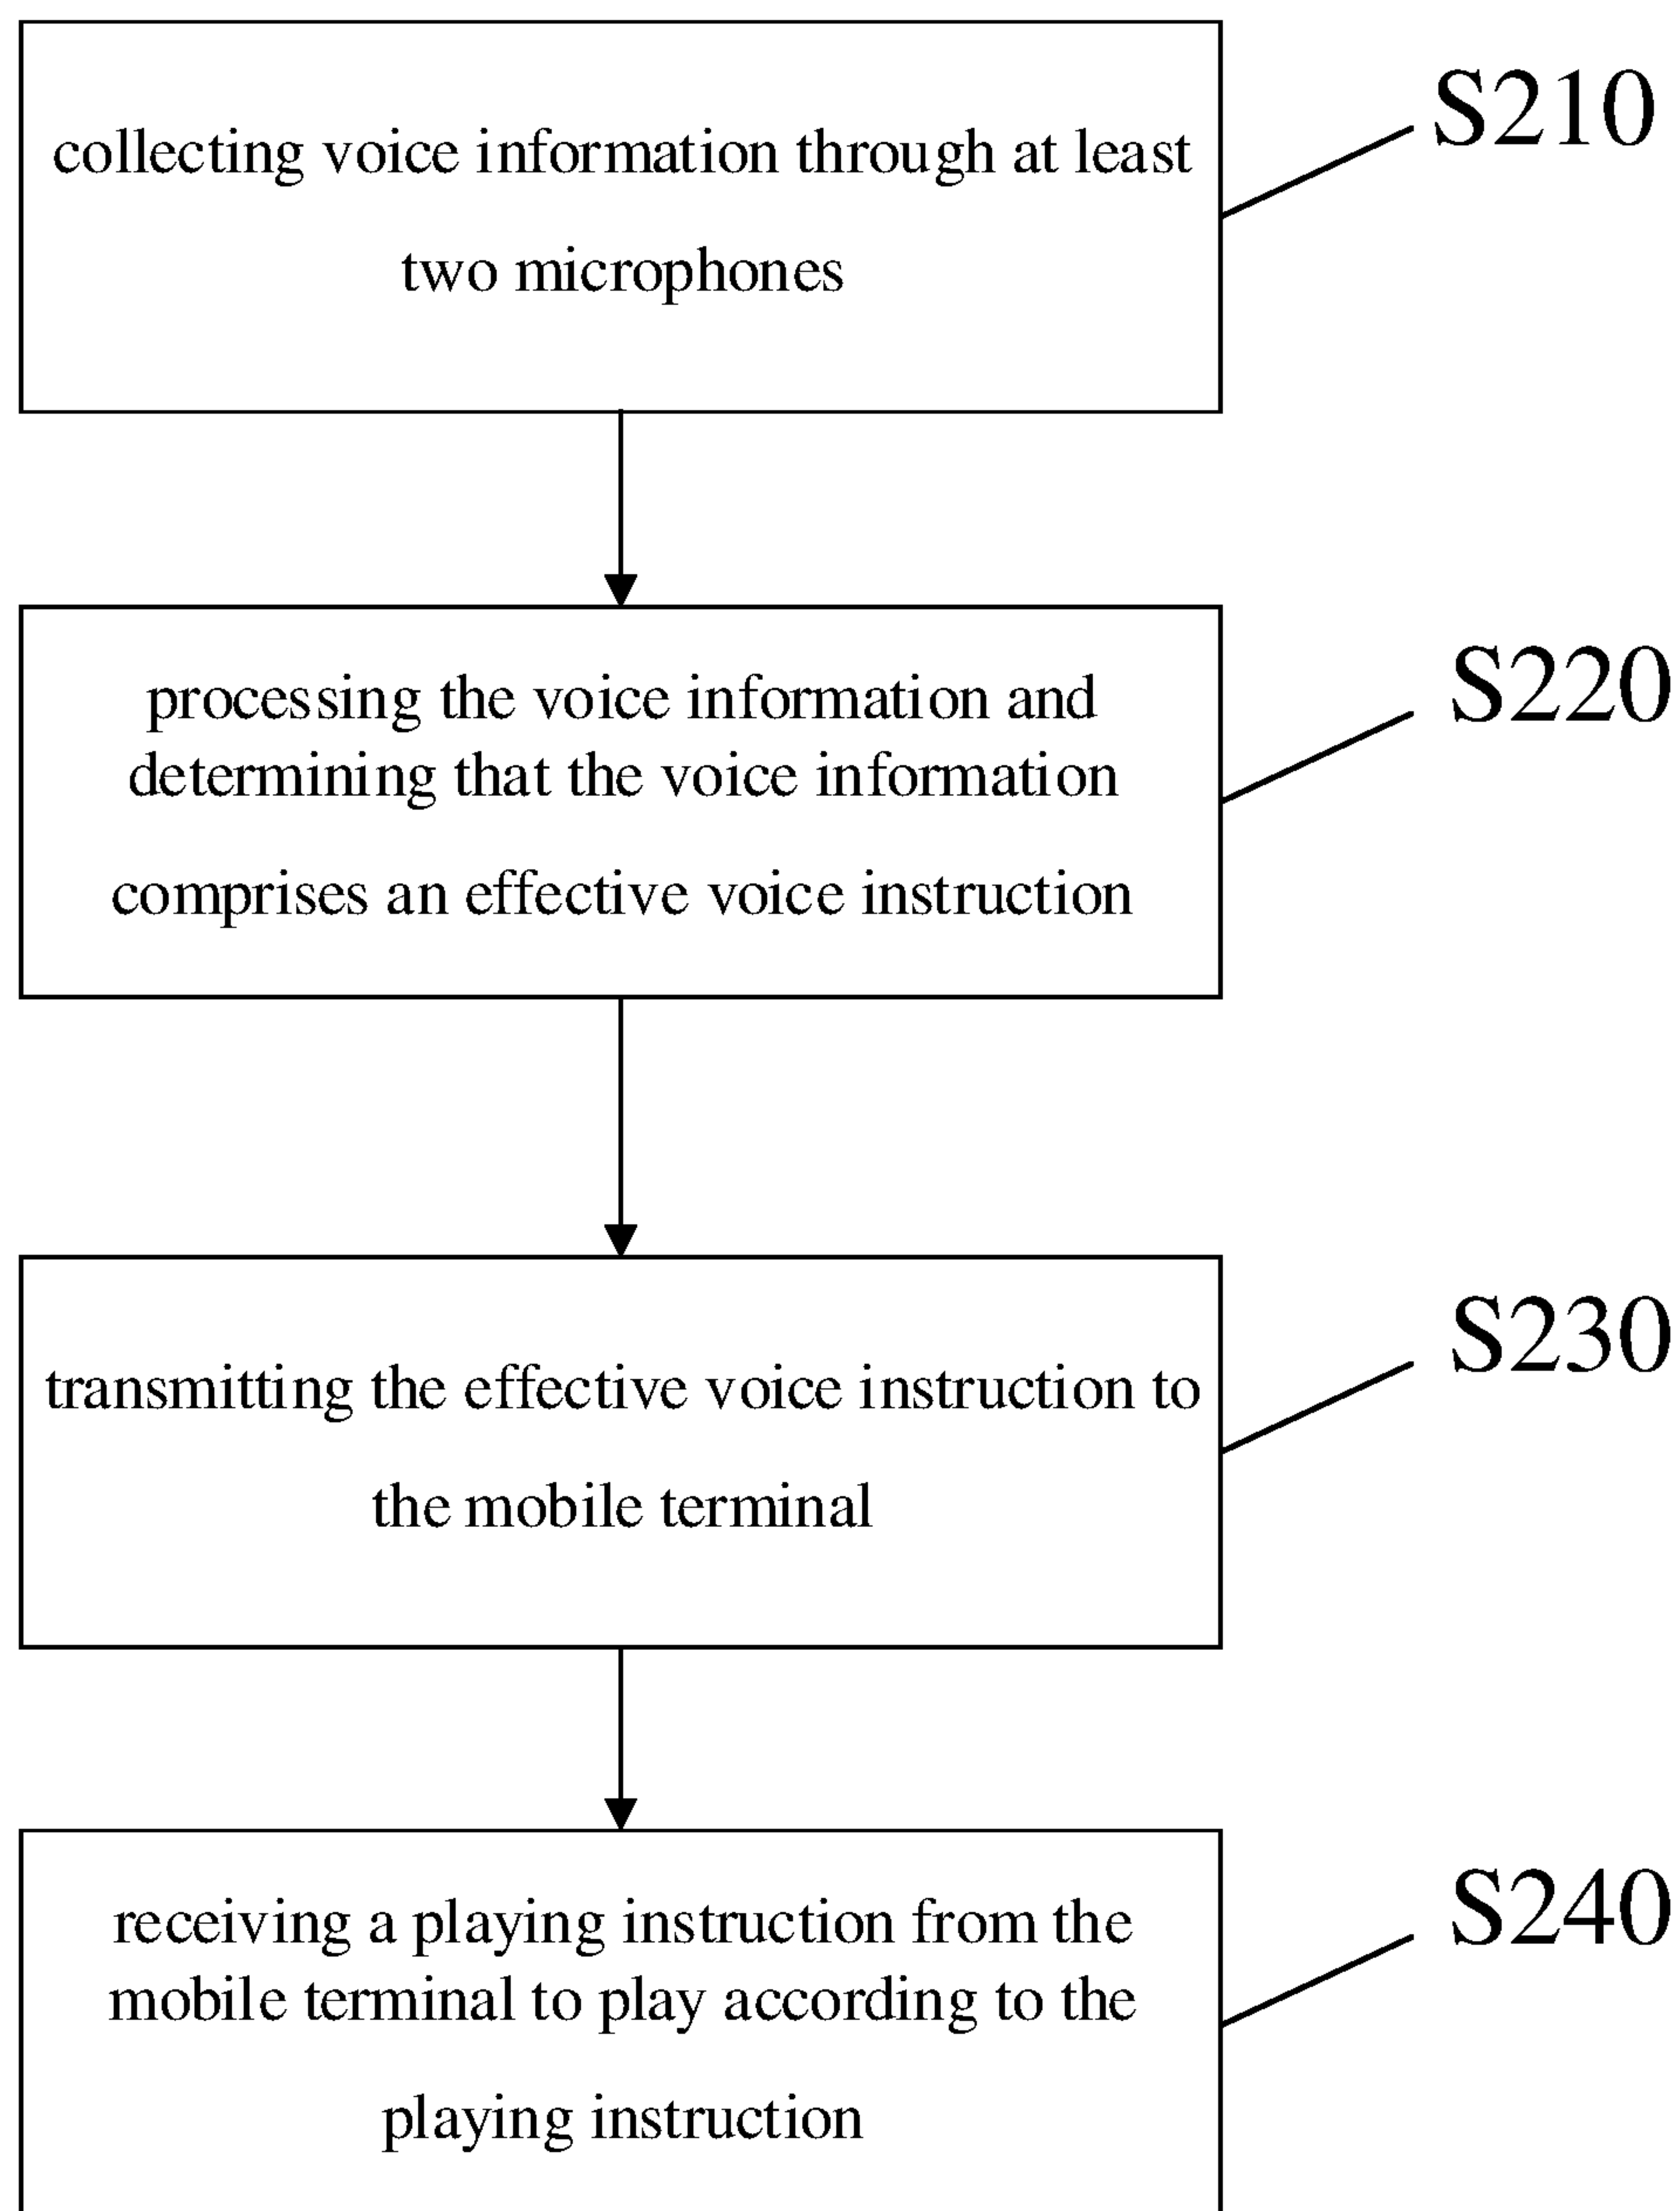 collecting voice information through at least
two microphones
S210
processing the voice information and
determining that the voice information
comprises an effective voice instruction
S220
transmitting the effective voice instruction to
the mobile terminal
S230
receiving a playing instruction from the
mobile terminal to play according to the
playing instruction
S240